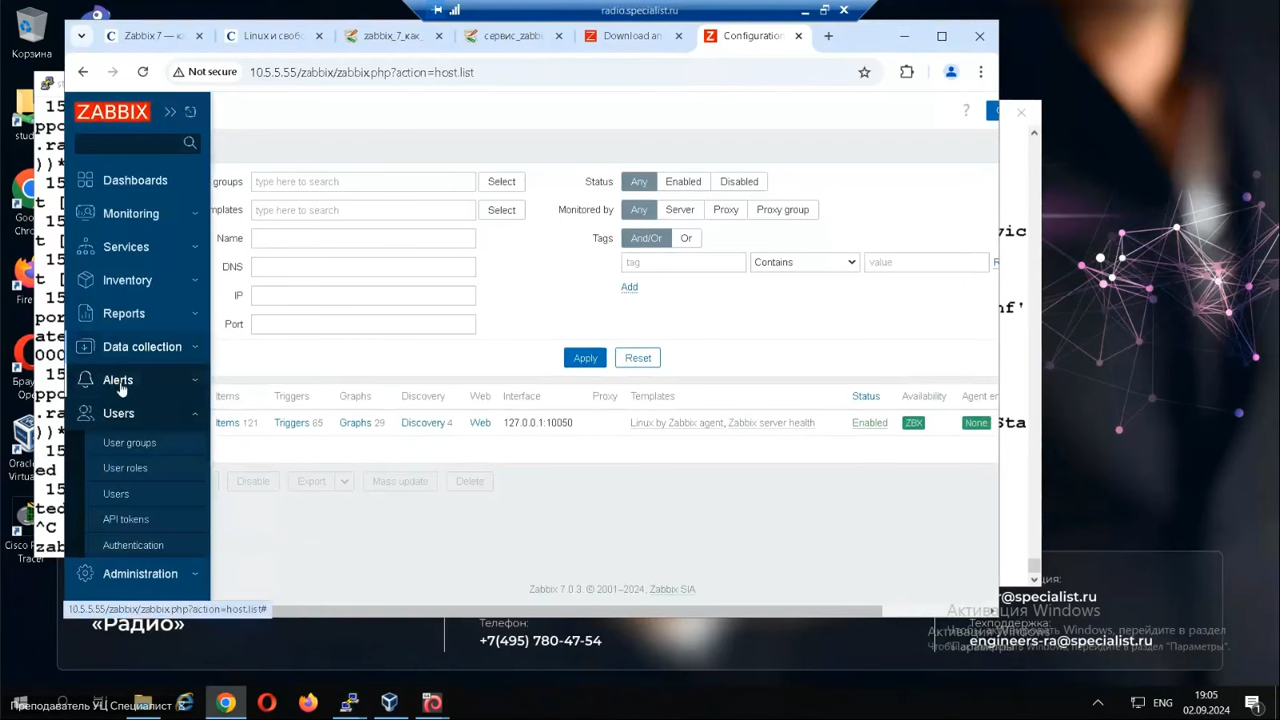 radio.specialist.ru
Корзина
Zabbix 7 — к
Linux и своб
zabbix_7_как_
сервис_zabb
Download an
Configuration
Not secure
10.5.5.55/zabbix/zabbix.php?action=host.list
ZABBIX
Dashboards
Monitoring
Services
Inventory
Reports
Data collection
Alerts
Users
User groups
User roles
Users
API tokens
Authentication
Administration
groups
type here to search
Select
Status
Any
Enabled
Disabled
mplates
type here to search
Select
Monitored by
Any
Server
Proxy
Proxy group
Name
Tags
And/Or
Or
DNS
tag
Contains
value
IP
Add
Port
Apply
Reset
Items
Triggers
Graphs
Discovery
Web
Interface
Proxy
Templates
Status
Availability
Agent en
Items 121
Triggers 65
Graphs 29
Discovery 4
Web
127.0.0.1:10050
Linux by Zabbix agent, Zabbix server health
Enabled
ZBX
None
Disable
Export
Mass update
Delete
Zabbix 7.0.3. © 2001–2024, Zabbix SIA
10.5.5.55/zabbix/zabbix.php?action=host.list#
«Радио»
Телефон:
+7(495) 780-47-54
r@specialist.ru
Активация Windows
Техподдержка:
engineers-ra@specialist.ru
Windows, перейдите в раздел
"Параметры".
Преподаватель УЦ Специалист
ENG
19:05
02.09.2024